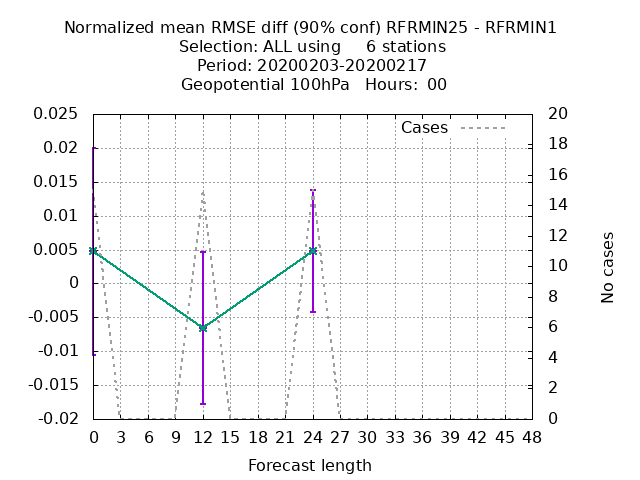 Normalized mean RMSE diff (90% conf) RFRMIN25 - RFRMIN1
Selection: ALL using     6 stations
Period: 20200203-20200217
Geopotential 100hPa   Hours:  00
Cases
0.025
0.02
0.015
0.01
0.005
0
-0.005
-0.01
-0.015
-0.02
20
18
16
14
12
10
8
6
4
2
0
No cases
0 3 6 9 12 15 18 21 24 27 30 33 36 39 42 45 48
Forecast length